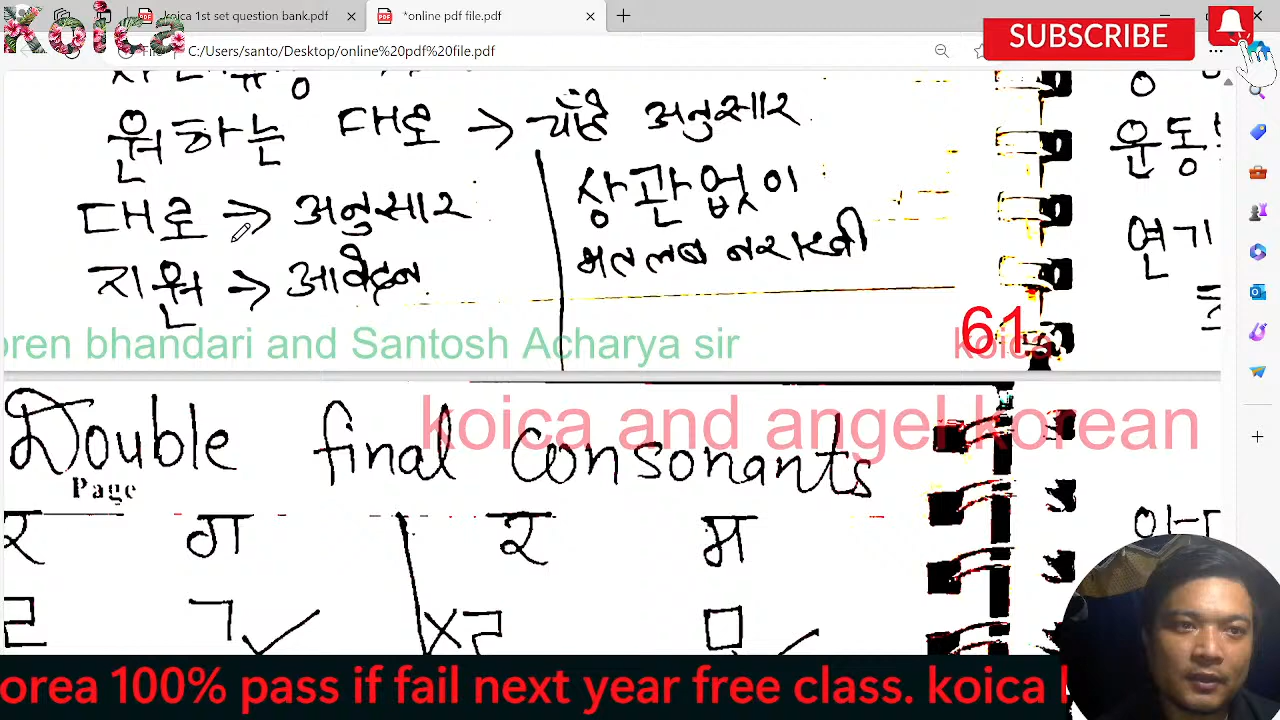 koica 1st set question bank.pdf
*online pdf file.pdf
Koica
File
C:/Users/santo/Desktop/online%20pdf%20file.pdf
SUBSCRIBE
원하는 대로 → चाँहे अनुसार
대로 → अनुसार
지원 → आवेदन
상관없이
मतलब नराखी
운동
연기
oren bhandari and Santosh Acharya sir
koica
61
koica and angel korean
Double final Consonants
Page
र ग र म
ㄹ ㄱ ✓ ×ㄹ ㅁ ✓
orea 100% pass if fail next year free class. koica